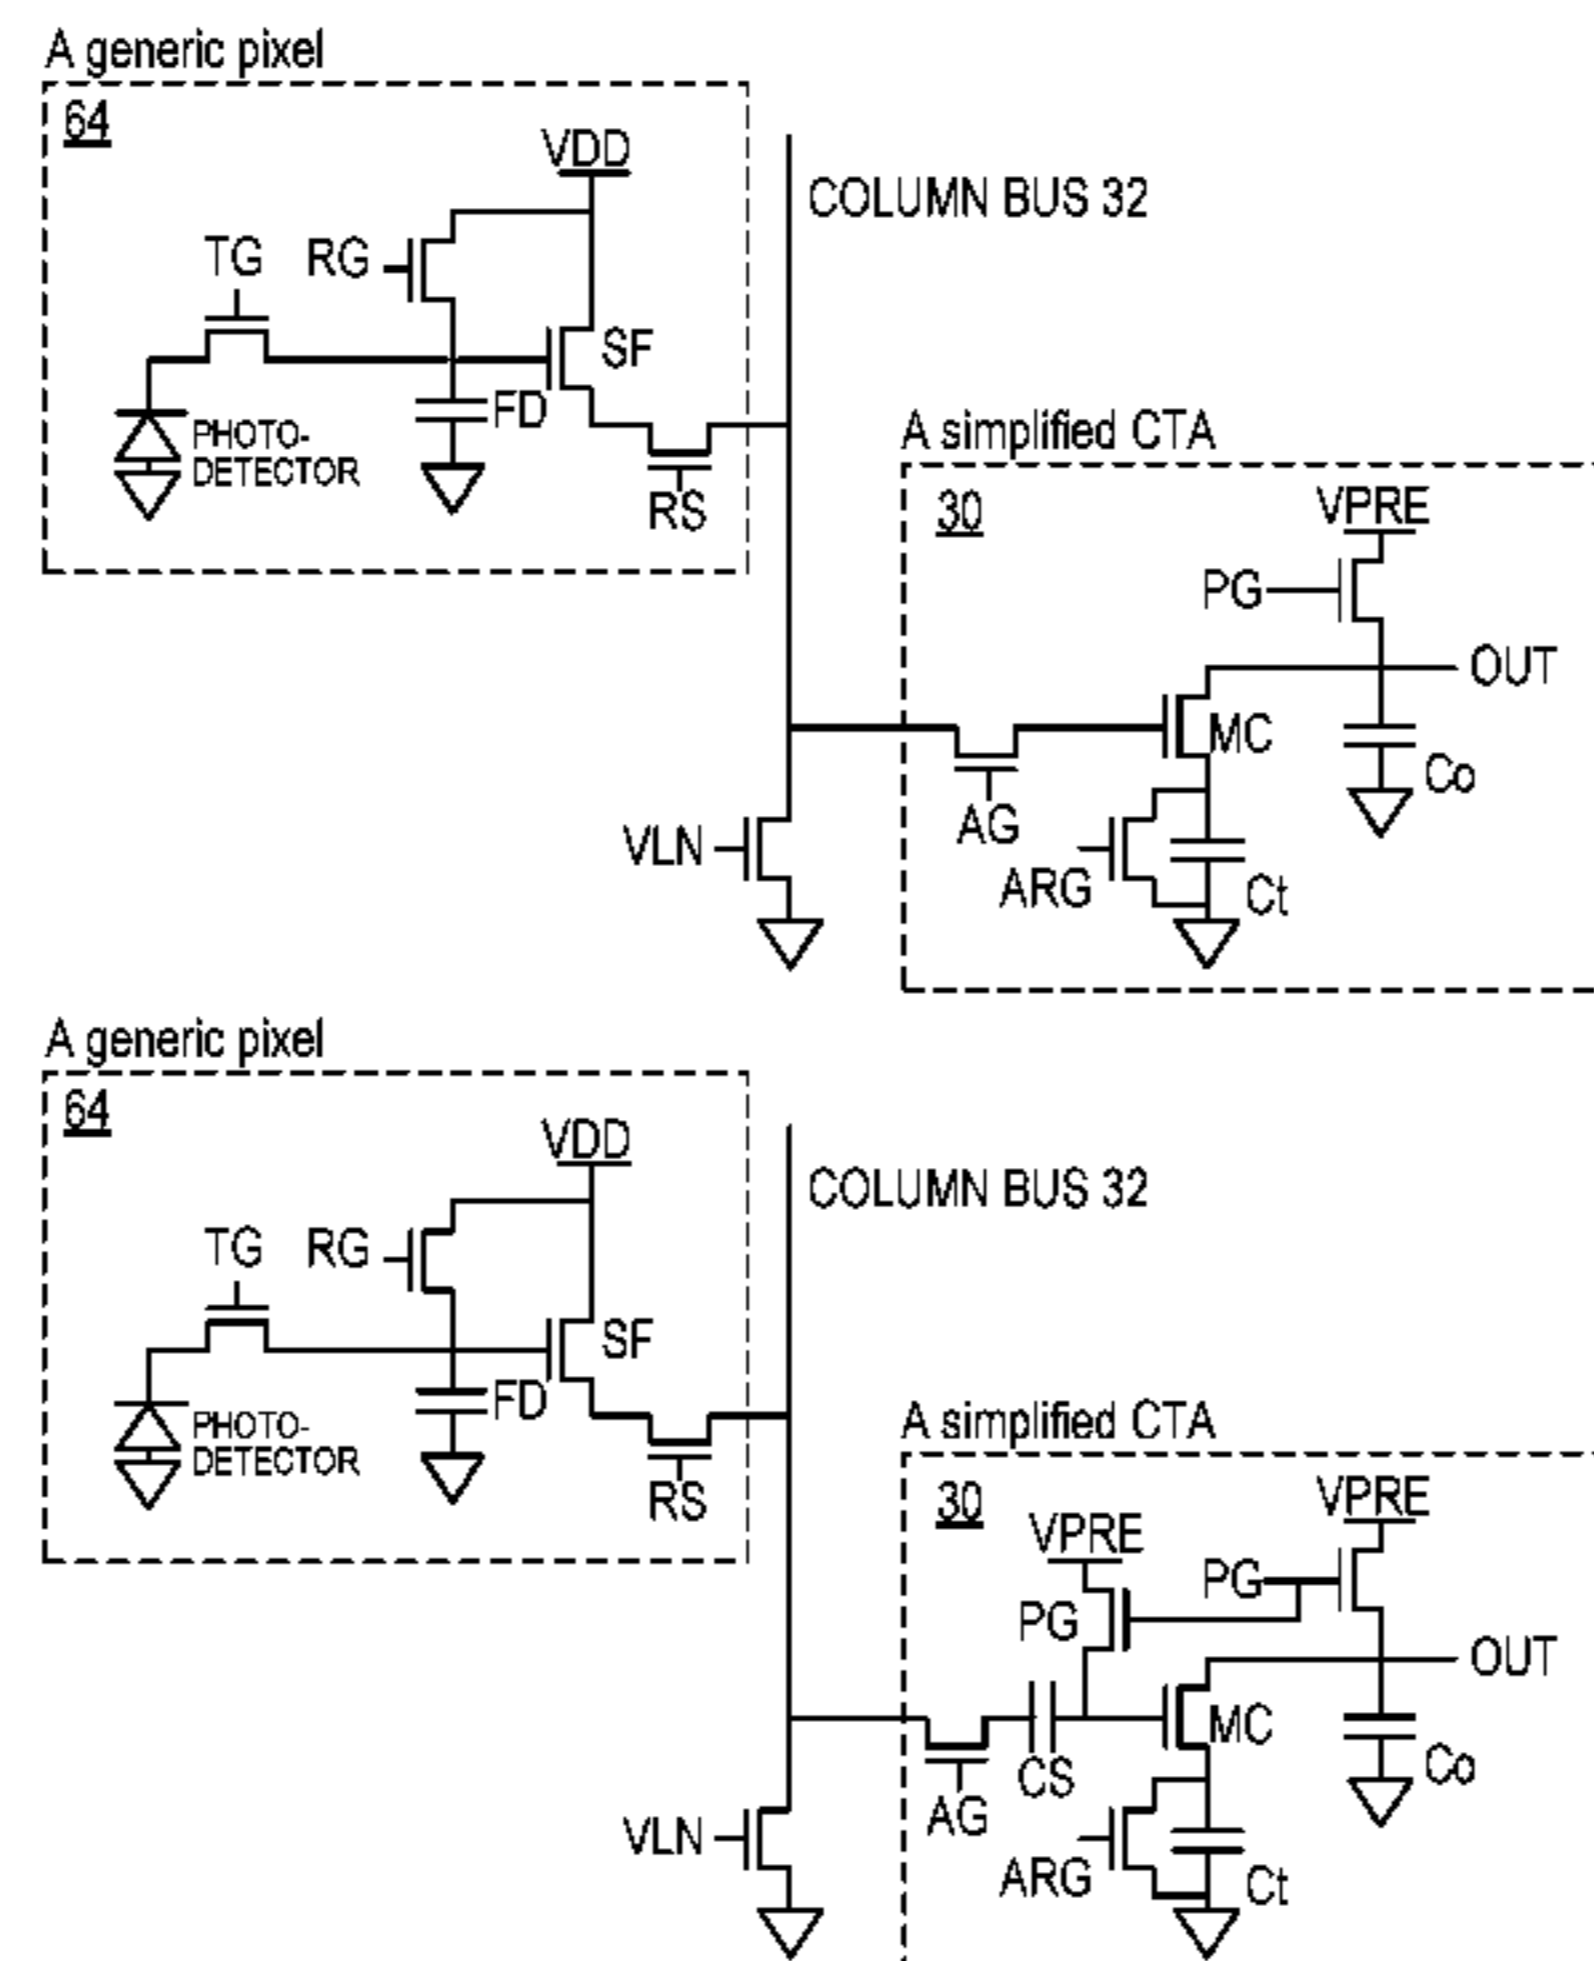 A generic pixel
64
VDD
COLUMN BUS 32
TG
RG
SF
FD
PHOTO-
DETECTOR
RS
A simplified CTA
30
VPRE
PG
OUT
MC
Co
AG
VLN
ARG
Ct
A generic pixel
64
VDD
COLUMN BUS 32
TG
RG
SF
FD
PHOTO-
DETECTOR
RS
A simplified CTA
30
VPRE
VPRE
PG
PG
OUT
MC
Co
CS
AG
VLN
ARG
Ct